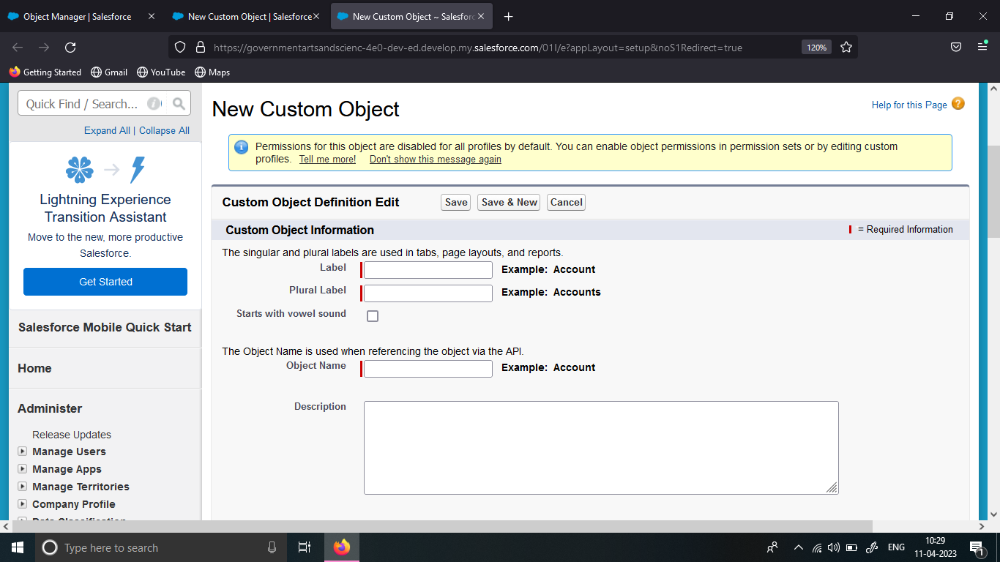 Object Manager | Salesforce
New Custom Object | Salesforce
New Custom Object ~ Salesforc
https://governmentartsandscienc-4e0-dev-ed.develop.my.salesforce.com/01I/e?appLayout=setup&noS1Redirect=true
120%
Getting Started
Gmail
YouTube
Maps
Quick Find / Search...
Expand All | Collapse All
Lightning Experience
Transition Assistant
Move to the new, more productive
Salesforce.
Get Started
Salesforce Mobile Quick Start
Home
Administer
Release Updates
Manage Users
Manage Apps
Manage Territories
Company Profile
Data Classification
New Custom Object
Help for this Page
Permissions for this object are disabled for all profiles by default. You can enable object permissions in permission sets or by editing custom
profiles. Tell me more! Don't show this message again
Custom Object Definition Edit
Save
Save & New
Cancel
Custom Object Information
= Required Information
The singular and plural labels are used in tabs, page layouts, and reports.
Label
Example: Account
Plural Label
Example: Accounts
Starts with vowel sound
The Object Name is used when referencing the object via the API.
Object Name
Example: Account
Description
Type here to search
ENG
10:29
11-04-2023
1